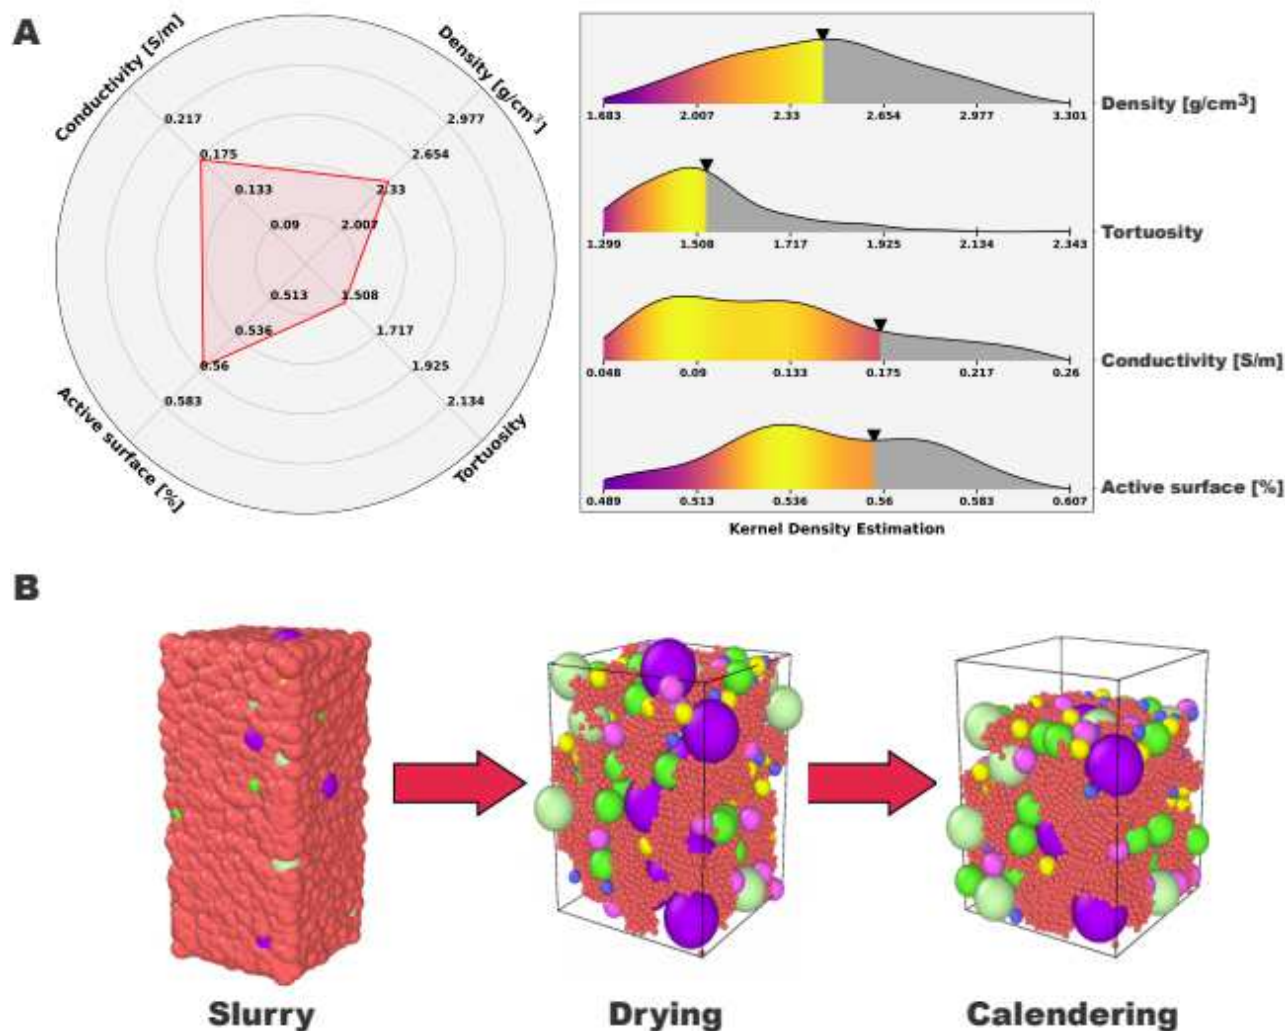 A
Conductivity [S/m]
Density [g/cm3]
0.217
2.977
0.175
2.654
0.133
2.33
0.09
2.007
0.513
1.508
0.536
1.717
0.56
1.925
0.583
2.134
Active surface [%]
Tortuosity
1.683 2.007 2.33 2.654 2.977 3.301
Density [g/cm3]
1.299 1.508 1.717 1.925 2.134 2.343
Tortuosity
0.048 0.09 0.133 0.175 0.217 0.26
Conductivity [S/m]
0.489 0.513 0.536 0.56 0.583 0.607
Active surface [%]
Kernel Density Estimation
B
Slurry
Drying
Calendering